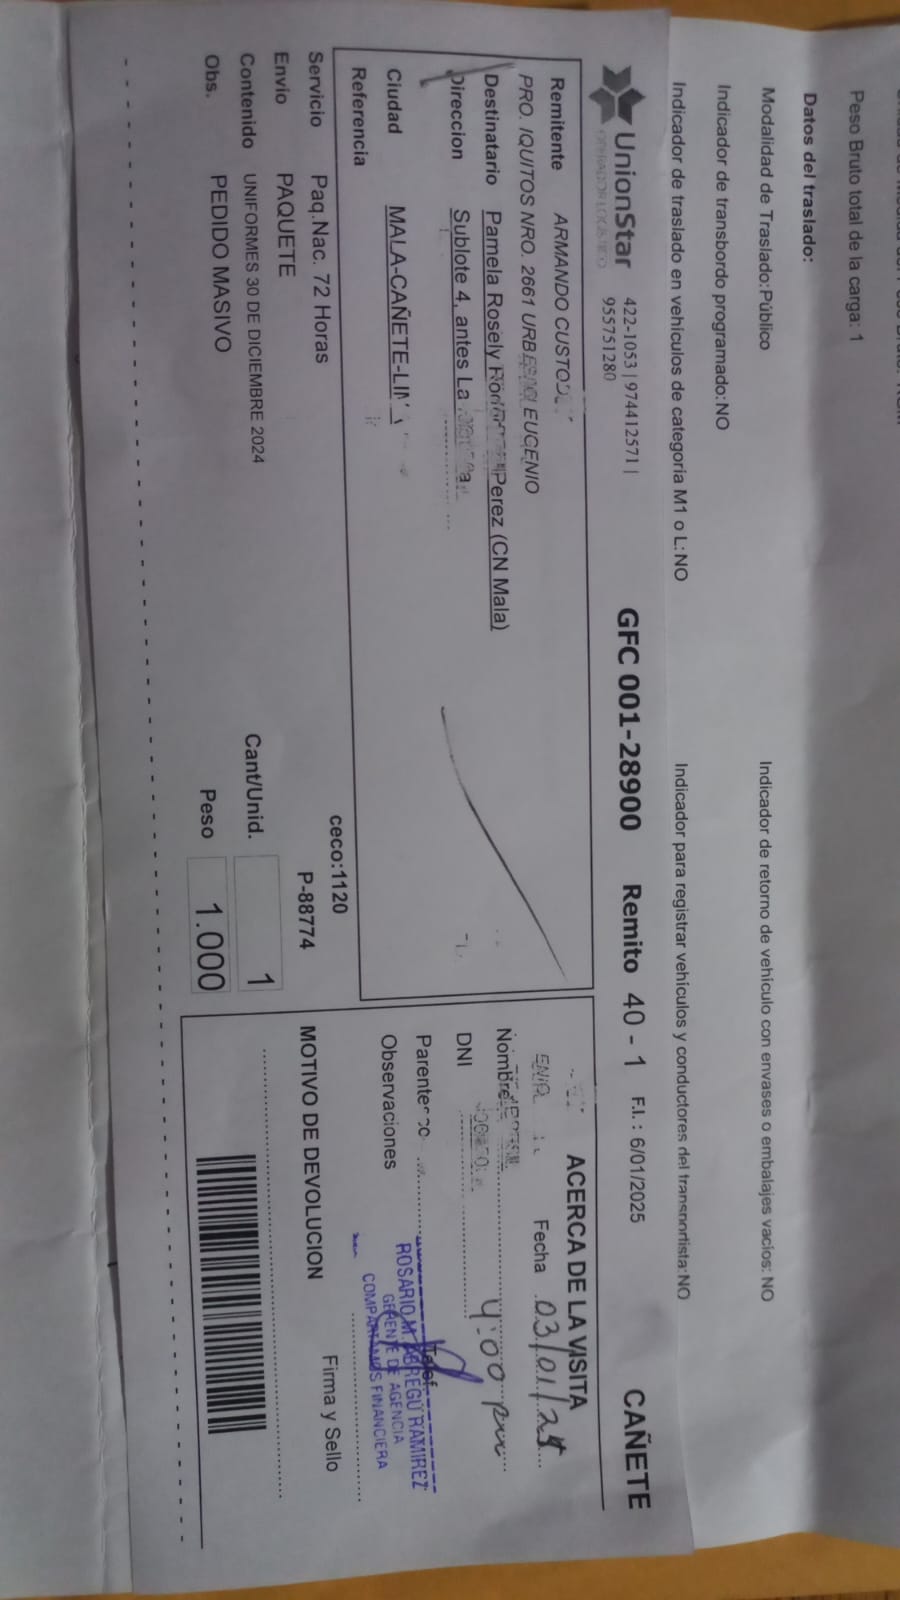 Peso Bruto total de la carga: 1
Datos del traslado:
Modalidad de Traslado:Público
Indicador de retorno de vehículo con envases o embalajes vacíos: NO
Indicador de transbordo programado:NO
Indicador de traslado en vehículos de categoría M1 o L:NO
Indicador para registrar vehículos y conductores del transportista:NO
UnionStar
OPERADOR LOGISTICO
422-1053 | 974412571 |
955751280
GFC 001-28900
Remito 40 - 1
F.I. : 6/01/2025
CAÑETE
Remitente ARMANDO
PRO. IQUITOS NRO. 2661 URB EUGENIO
Destinatario Pamela Rosely Perez (CN Mala)
Direccion Sublote 4, antes La
Ciudad MALA-CAÑETE-LIM
Referencia
Servicio Paq.Nac. 72 Horas
ceco:1120
Envio PAQUETE
P-88774
Contenido UNIFORMES 30 DE DICIEMBRE 2024
Cant/Unid. 1
Obs. PEDIDO MASIVO
Peso 1.000
ACERCA DE LA VISITA
Fecha 03/01/25
Nombre 4:00 pm
DNI
Parentesco
Telef
Observaciones
ROSARIO M. ABREGU RAMIREZ
GERENTE DE AGENCIA
COMPARTAMOS FINANCIERA
MOTIVO DE DEVOLUCION
Firma y Sello